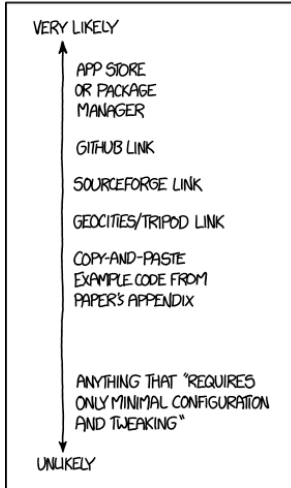 VERY LIKELY
APP STORE
OR PACKAGE
MANAGER
GITHUB LINK
SOURCEFORGE LINK
GEOCITIES/TRIPOD LINK
COPY-AND-PASTE
EXAMPLE CODE FROM
PAPER'S APPENDIX
ANYTHING THAT "REQUIRES
ONLY MINIMAL CONFIGURATION
AND TWEAKING"
UNLIKELY